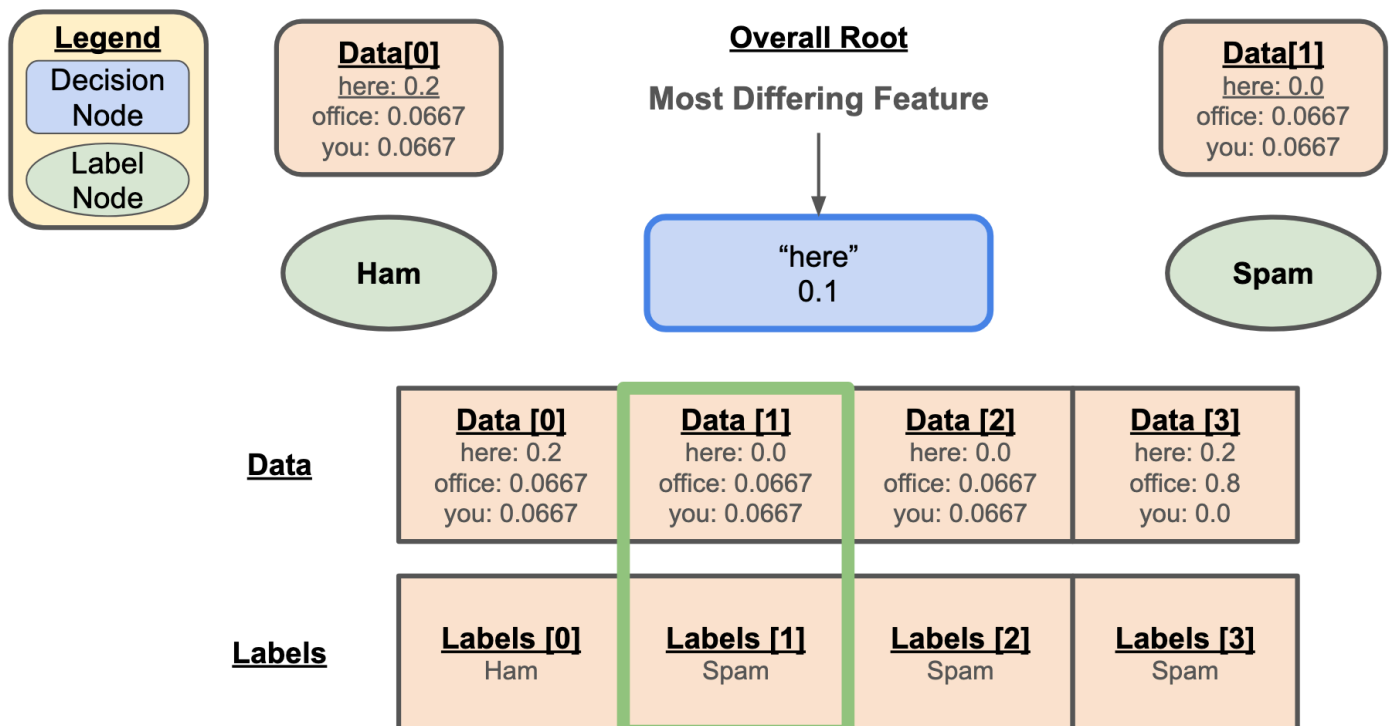 Legend
Decision
Node
Label
Node
Data[0]
here: 0.2
office: 0.0667
you: 0.0667
Overall Root
Most Differing Feature
Data[1]
here: 0.0
office: 0.0667
you: 0.0667
Ham
“here”
0.1
Spam
Data
Data [0]
here: 0.2
office: 0.0667
you: 0.0667
Data [1]
here: 0.0
office: 0.0667
you: 0.0667
Data [2]
here: 0.0
office: 0.0667
you: 0.0667
Data [3]
here: 0.2
office: 0.8
you: 0.0
Labels
Labels [0]
Ham
Labels [1]
Spam
Labels [2]
Spam
Labels [3]
Spam